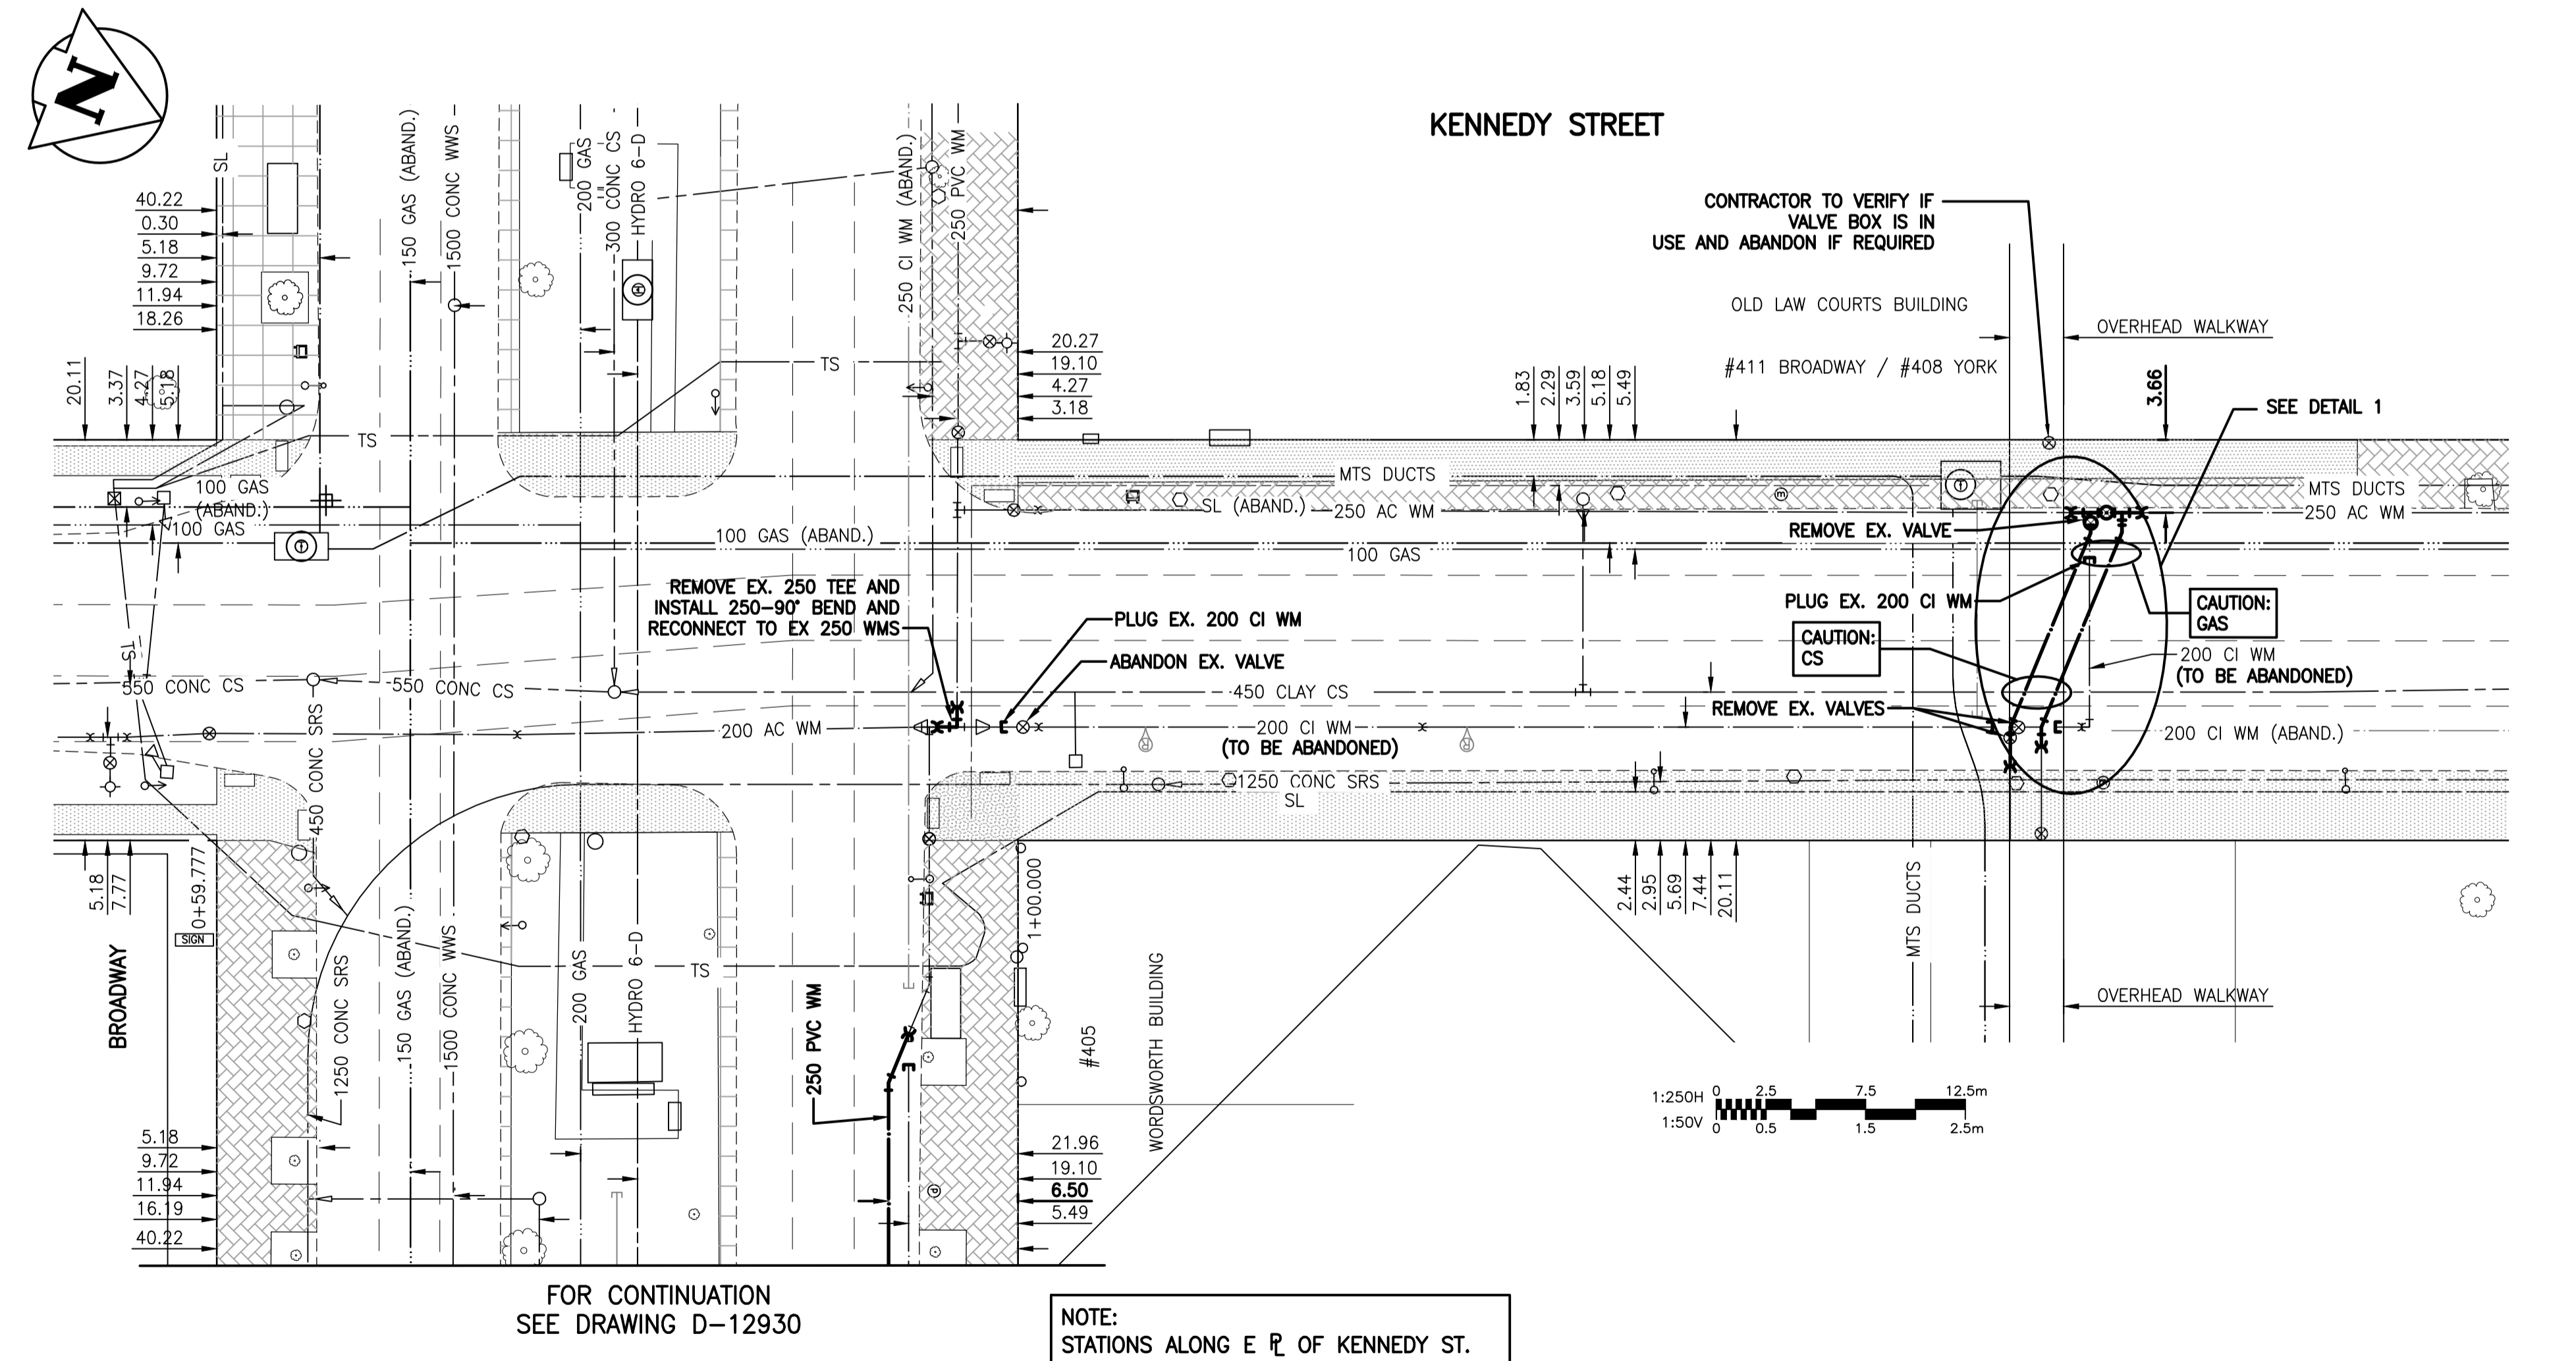 N
KENNEDY STREET
SL
150 GAS (ABAND.)
1500 CONC WWS
200 GAS
300 CONC CS
HYDRO 6-D
250 CI WM (ABAND.)
250 PVC WM
40.22
0.30
5.18
9.72
11.94
18.26
20.11
3.37
4.27
5.18
CONTRACTOR TO VERIFY IF
VALVE BOX IS IN
USE AND ABANDON IF REQUIRED
OLD LAW COURTS BUILDING
OVERHEAD WALKWAY
#411 BROADWAY / #408 YORK
20.27
19.10
4.27
3.18
1.83
2.29
3.59
5.18
5.49
3.66
SEE DETAIL 1
TS
TS
MTS DUCTS
MTS DUCTS
100 GAS
(ABAND.)
100 GAS
SL (ABAND.)
250 AC WM
250 AC WM
100 GAS (ABAND.)
100 GAS
REMOVE EX. VALVE
REMOVE EX. 250 TEE AND
INSTALL 250-90° BEND AND
RECONNECT TO EX 250 WMS
PLUG EX. 200 CI WM
ABANDON EX. VALVE
PLUG EX. 200 CI WM
CAUTION:
GAS
CAUTION:
CS
200 CI WM
(TO BE ABANDONED)
TS
550 CONC CS
550 CONC CS
450 CLAY CS
REMOVE EX. VALVES
200 AC WM
200 CI WM
(TO BE ABANDONED)
200 CI WM (ABAND.)
450 CONC SRS
1250 CONC SRS
SL
5.18
7.77
0+59.777
SIGN
BROADWAY
1250 CONC SRS
150 GAS (ABAND.)
1500 CONC WWS
200 GAS
HYDRO 6-D
TS
250 PVC WM
1+00.000
#405
WORDSWORTH BUILDING
2.44
2.95
5.69
7.44
20.11
MTS DUCTS
OVERHEAD WALKWAY
1:250H
0 2.5 7.5 12.5m
1:50V
0 0.5 1.5 2.5m
5.18
9.72
11.94
16.19
40.22
21.96
19.10
6.50
5.49
FOR CONTINUATION
SEE DRAWING D-12930
NOTE:
STATIONS ALONG E PL OF KENNEDY ST.